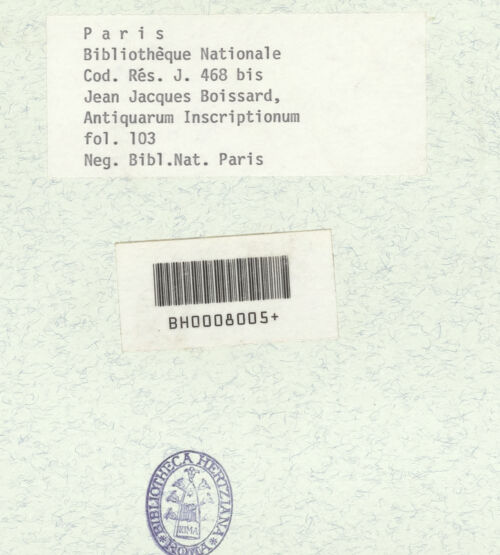 P a r i s
Bibliothèque Nationale
Cod. Rés. J. 468 bis
Jean Jacques Boissard,
Antiquarum Inscriptionum
fol. 103
Neg. Bibl.Nat. Paris
BH0008005+
BIBLIOTHECA HERTZIANA
ROMA
ROMA